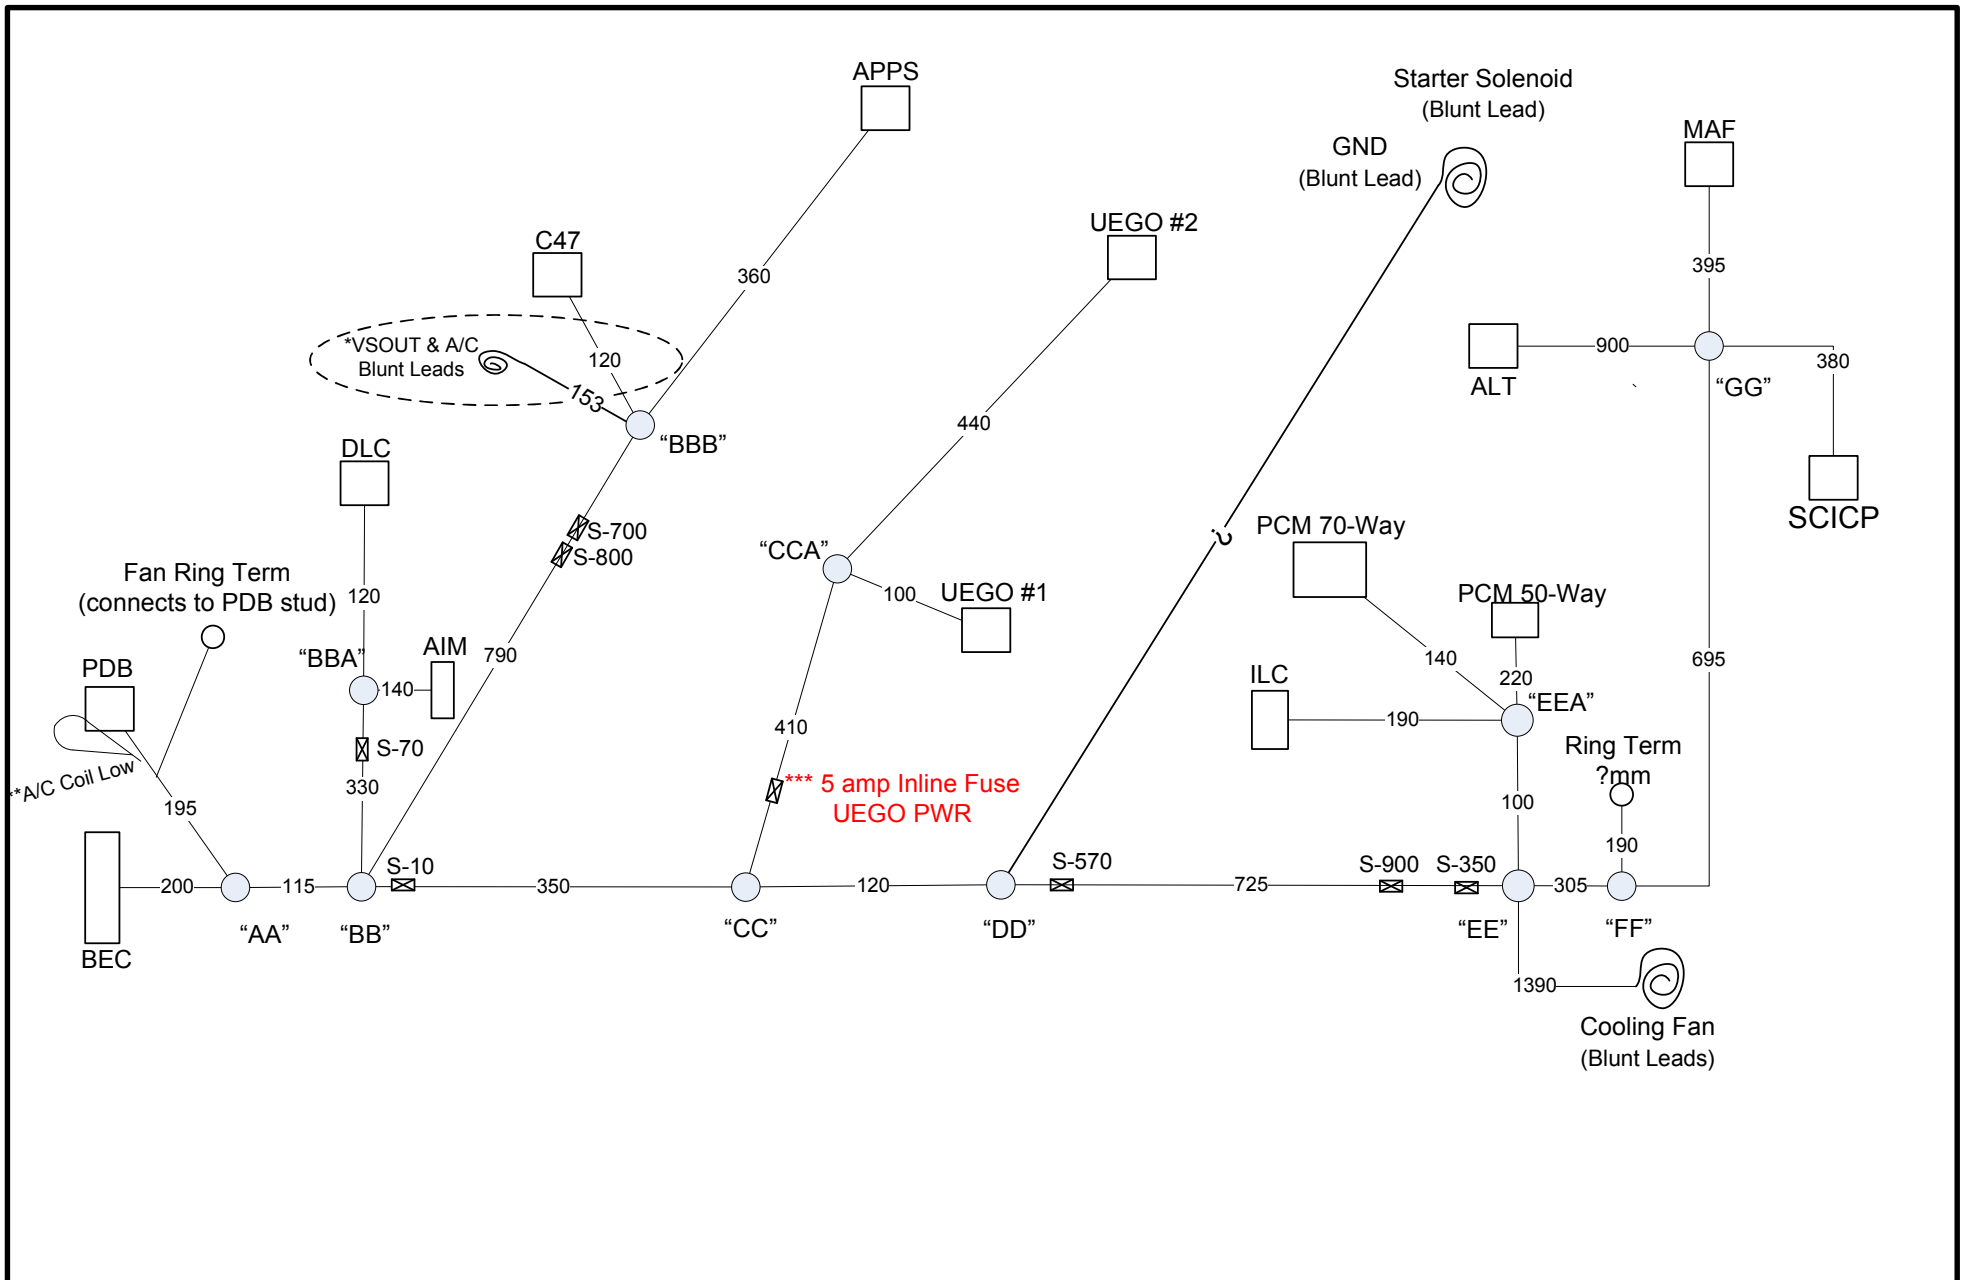 APPS
Starter Solenoid
(Blunt Lead)
GND
(Blunt Lead)
MAF
UEGO #2
C47
360
395
*VSOUT & A/C
Blunt Leads
120
153
900
380
ALT
"GG"
440
"BBB"
DLC
SCICP
S-700
S-800
?
PCM 70-Way
"CCA"
Fan Ring Term
(connects to PDB stud)
120
100
UEGO #1
PCM 50-Way
"BBA"
AIM
790
140
695
PDB
140
ILC
220
"EEA"
190
410
S-70
Ring Term
?mm
**A/C Coil Low
330
*** 5 amp Inline Fuse
UEGO PWR
195
100
190
S-10
S-570
S-900
S-350
200
115
350
120
725
305
"AA"
"BB"
"CC"
"DD"
"EE"
"FF"
BEC
1390
Cooling Fan
(Blunt Leads)